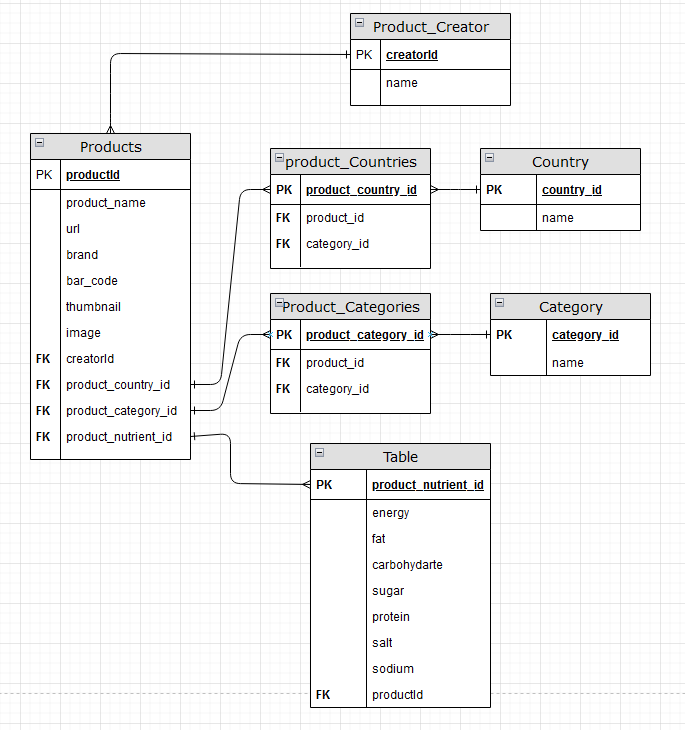 Product_Creator
PK creatorId
name
Products
PK productId
product_name
url
brand
bar_code
thumbnail
image
FK creatorId
FK product_country_id
FK product_category_id
FK product_nutrient_id
product_Countries
PK product_country_id
FK product_id
FK category_id
Country
PK country_id
name
Product_Categories
PK product_category_id
FK product_id
FK category_id
Category
PK category_id
name
Table
PK product_nutrient_id
energy
fat
carbohydarte
sugar
protein
salt
sodium
FK productId